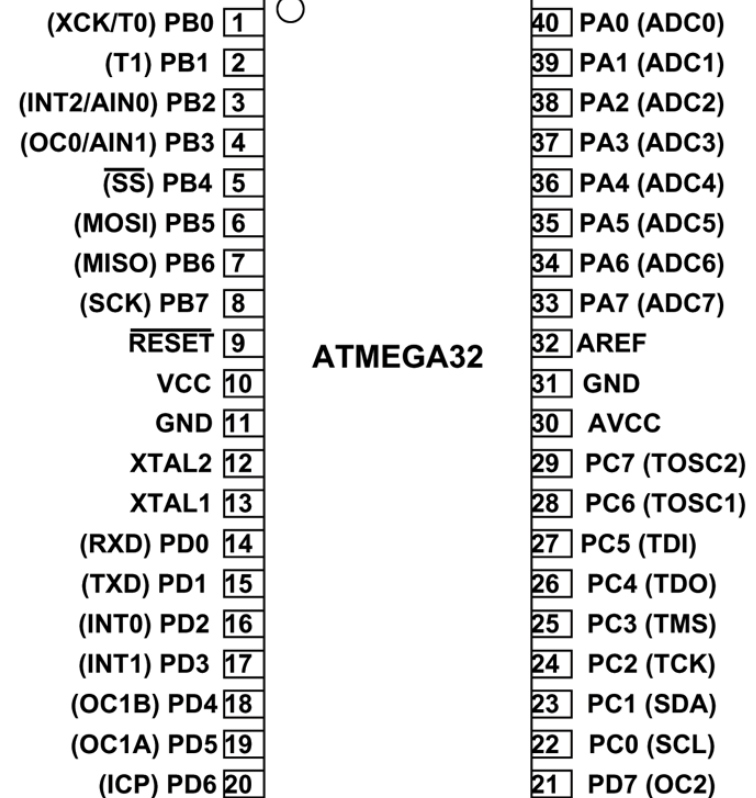 (XCK/T0) PB0 1
(T1) PB1 2
(INT2/AIN0) PB2 3
(OC0/AIN1) PB3 4
(SS) PB4 5
(MOSI) PB5 6
(MISO) PB6 7
(SCK) PB7 8
RESET 9
VCC 10
GND 11
XTAL2 12
XTAL1 13
(RXD) PD0 14
(TXD) PD1 15
(INT0) PD2 16
(INT1) PD3 17
(OC1B) PD4 18
(OC1A) PD5 19
(ICP) PD6 20
ATMEGA32
40 PA0 (ADC0)
39 PA1 (ADC1)
38 PA2 (ADC2)
37 PA3 (ADC3)
36 PA4 (ADC4)
35 PA5 (ADC5)
34 PA6 (ADC6)
33 PA7 (ADC7)
32 AREF
31 GND
30 AVCC
29 PC7 (TOSC2)
28 PC6 (TOSC1)
27 PC5 (TDI)
26 PC4 (TDO)
25 PC3 (TMS)
24 PC2 (TCK)
23 PC1 (SDA)
22 PC0 (SCL)
21 PD7 (OC2)